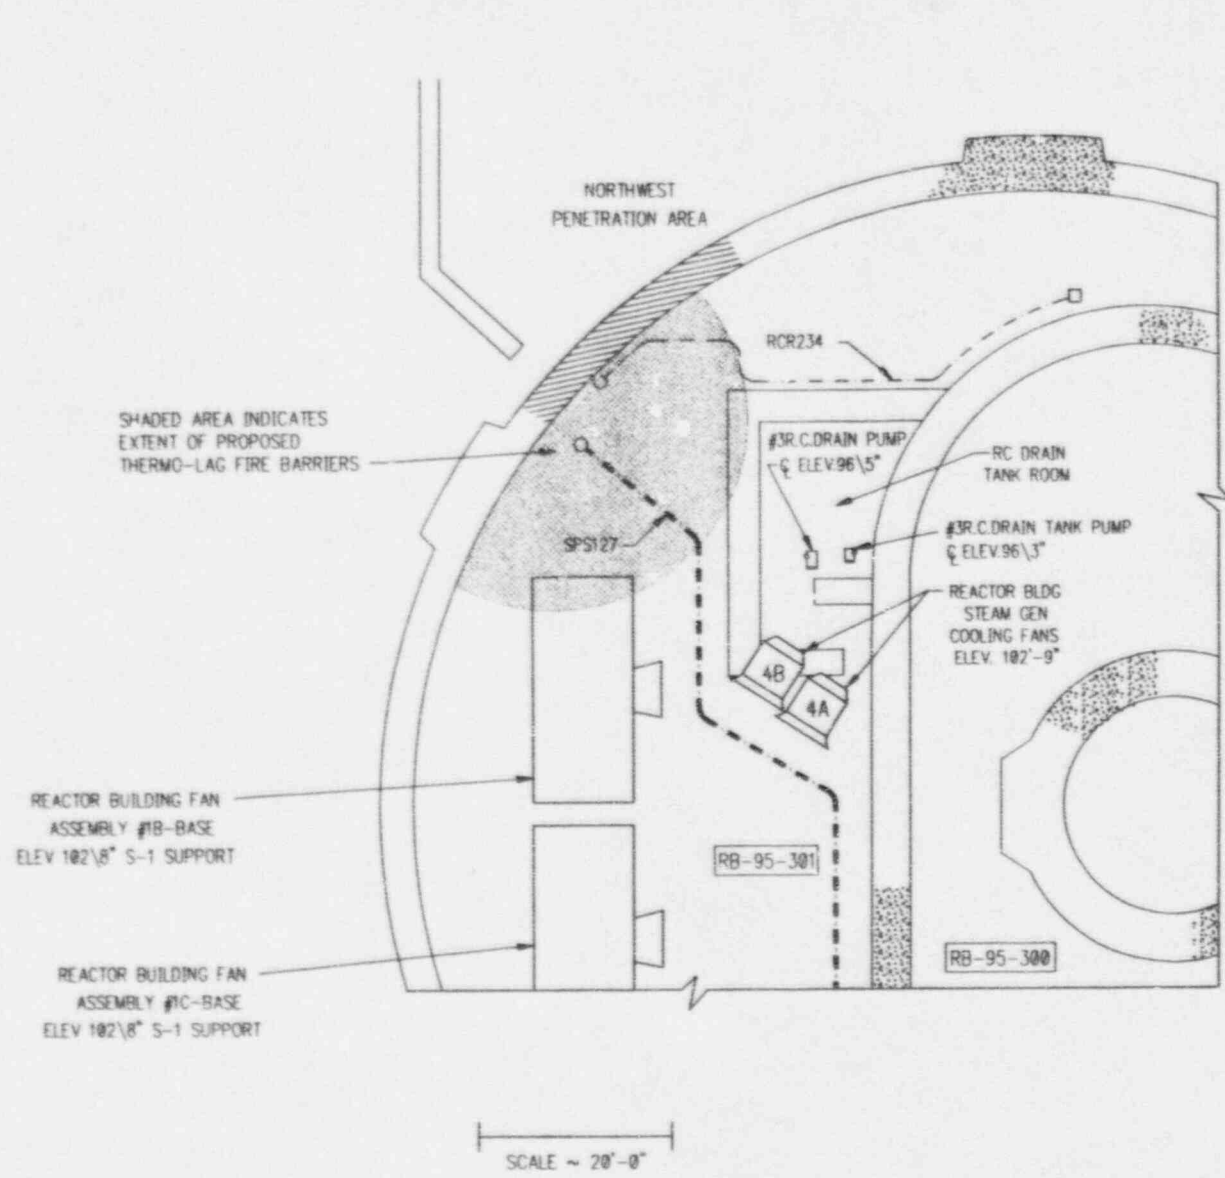 NORTHWEST
PENETRATION AREA
RCR234
SHADED AREA INDICATES
EXTENT OF PROPOSED
THERMO-LAG FIRE BARRIERS
#3R.C.DRAIN PUMP
℄ ELEV.96\5"
RC DRAIN
TANK ROOM
SPS127
#3R.C.DRAIN TANK PUMP
℄ ELEV.96\3"
REACTOR BLDG
STEAM GEN
COOLING FANS
ELEV. 102'-9"
4B
4A
REACTOR BUILDING FAN
ASSEMBLY #1B-BASE
ELEV 102\8" S-1 SUPPORT
RB-95-301
RB-95-300
REACTOR BUILDING FAN
ASSEMBLY #1C-BASE
ELEV 102\8" S-1 SUPPORT
SCALE ~ 20'-0"